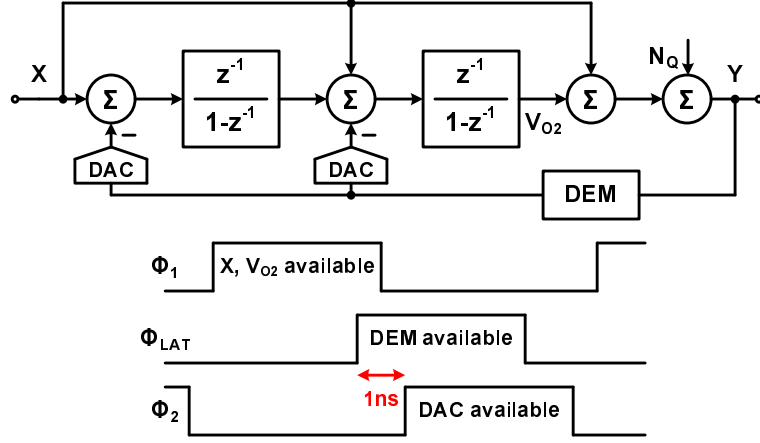 X
Σ
z⁻¹
1-z⁻¹
Σ
z⁻¹
1-z⁻¹
V_O2
Σ
N_Q
Σ
Y
DAC
DAC
DEM
Φ₁
X, V_O2 available
Φ_LAT
DEM available
1ns
Φ₂
DAC available